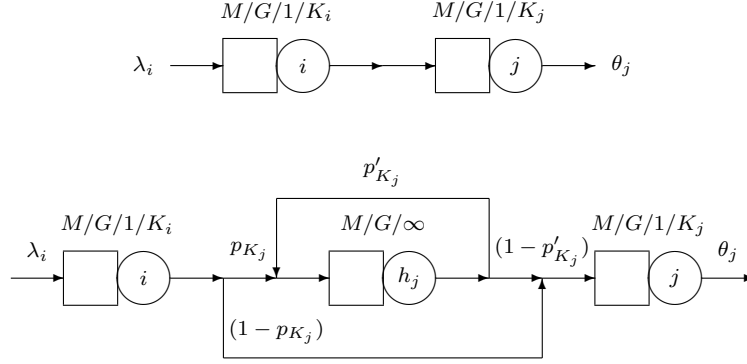 M/G/1/K_i M/G/1/K_j
λ_i i j θ_j
p'_{K_j}
M/G/1/K_i M/G/∞ M/G/1/K_j
λ_i i p_{K_j} h_j (1 − p'_{K_j}) j θ_j
(1 − p_{K_j})